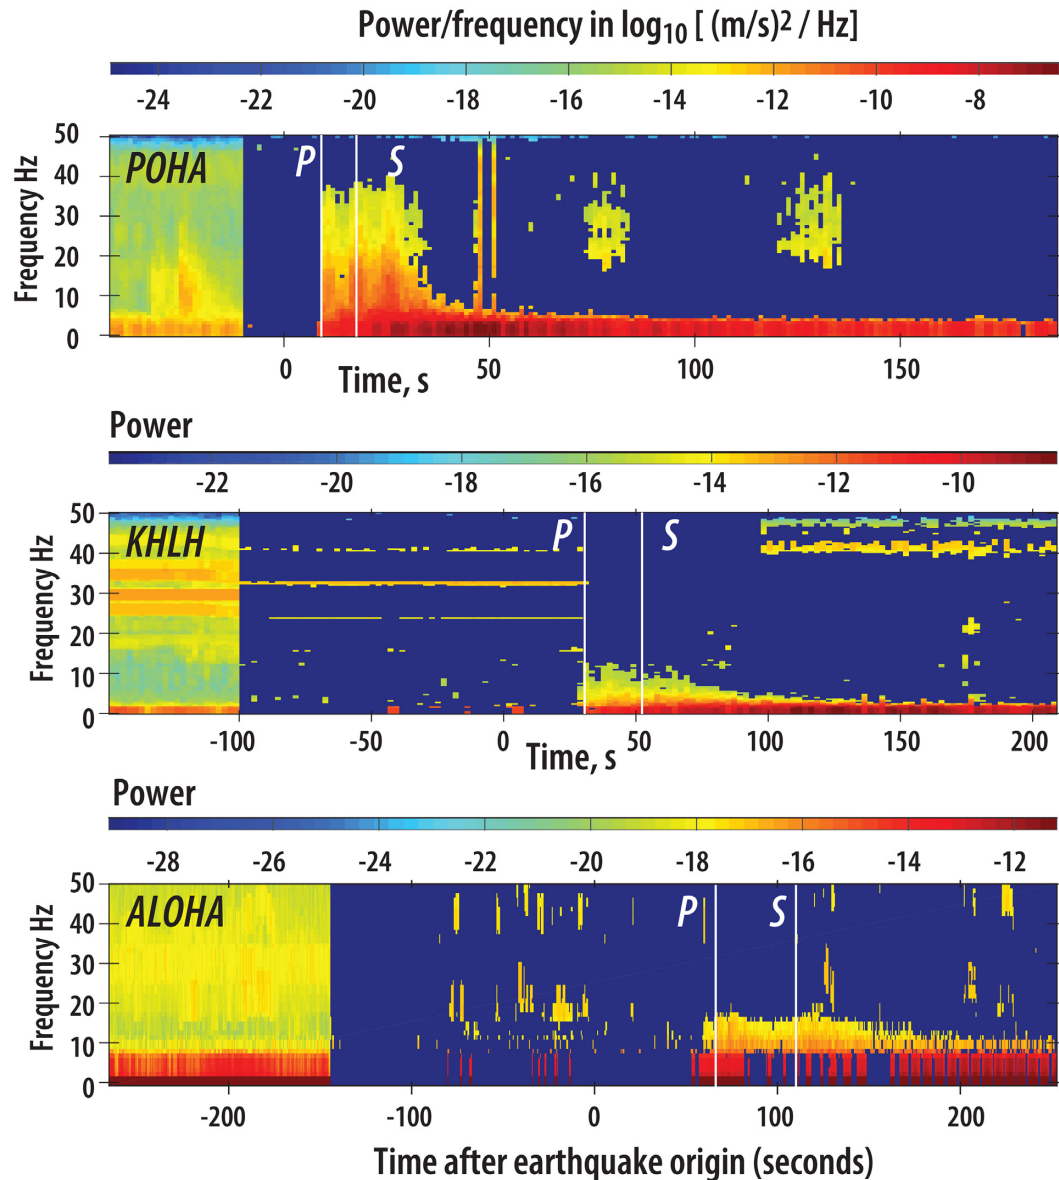 Power/frequency in log10 [ (m/s)2 / Hz]
-24 -22 -20 -18 -16 -14 -12 -10 -8
50
POHA P S
40
30
20
10
0
Frequency Hz
0 50 100 150
Time, s
Power
-22 -20 -18 -16 -14 -12 -10
50
KHLH P S
40
30
20
10
0
Frequency Hz
-100 -50 0 50 100 150 200
Time, s
Power
-28 -26 -24 -22 -20 -18 -16 -14 -12
50
ALOHA P S
40
30
20
10
0
Frequency Hz
-200 -100 0 100 200
Time after earthquake origin (seconds)